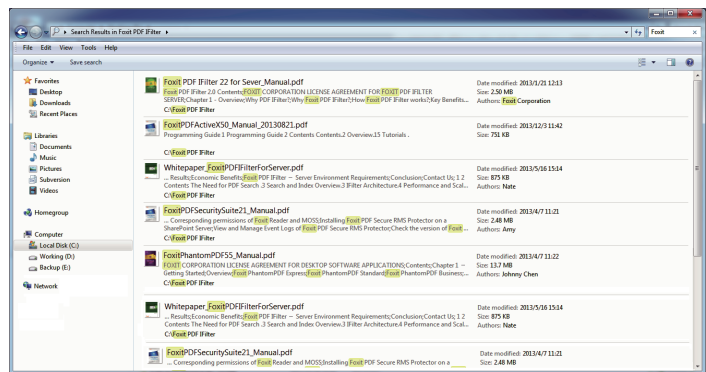 Search Results in Foxit PDF IFilter
Foxit
File Edit View Tools Help
Organize Save search
Favorites
Desktop
Downloads
Recent Places
Libraries
Documents
Music
Pictures
Subversion
Videos
Homegroup
Computer
Local Disk (C:)
Working (D:)
Backup (E:)
Network
Foxit PDF IFilter 22 for Sever_Manual.pdf
Foxit PDF IFilter 2.0 Contents;FOXIT CORPORATION LICENSE AGREEMENT FOR FOXIT PDF IFILTER
SERVER;Chapter 1 - Overview;Why PDF IFilter?;Why Foxit PDF IFilter?;How Foxit PDF IFilter works?;Key Benefits...
C:\Foxit PDF IFilter
Date modified: 2013/1/21 12:13
Size: 2.50 MB
Authors: Foxit Corporation
FoxitPDFActiveX50_Manual_20130821.pdf
Programming Guide 1 Programming Guide 2 Contents Contents.2 Overview.15 Tutorials .
C:\Foxit PDF IFilter
Date modified: 2013/12/3 11:42
Size: 751 KB
Whitepaper_FoxitPDFIFilterForServer.pdf
... Results;Economic Benefits;Foxit PDF IFilter – Server Environment Requirements;Conclusion;Contact Us; 1 2
Contents The Need for PDF Search .3 Search and Index Overview.3 IFilter Architecture.4 Performance and Scal...
C:\Foxit PDF IFilter
Date modified: 2013/5/16 15:14
Size: 875 KB
Authors: Nate
FoxitPDFSecuritySuite21_Manual.pdf
... Corresponding permissions of Foxit Reader and MOSS;Installing Foxit PDF Secure RMS Protector on a
SharePoint Server;View and Manage Event Logs of Foxit PDF Secure RMS Protector;Check the version of Foxit ...
C:\Foxit PDF IFilter
Date modified: 2013/4/7 11:21
Size: 2.48 MB
Authors: Amy
FoxitPhantomPDF55_Manual.pdf
FOXIT CORPORATION LICENSE AGREEMENT FOR DESKTOP SOFTWARE APPLICATIONS;Contents;Chapter 1 –
Getting Started;Overview;Foxit PhantomPDF Express;Foxit PhantomPDF Standard;Foxit PhantomPDF Business;...
C:\Foxit PDF IFilter
Date modified: 2013/4/7 11:22
Size: 13.7 MB
Authors: Johnny Chen
Whitepaper_FoxitPDFIFilterForServer.pdf
... Results;Economic Benefits;Foxit PDF IFilter – Server Environment Requirements;Conclusion;Contact Us; 1 2
Contents The Need for PDF Search .3 Search and Index Overview.3 IFilter Architecture.4 Performance and Scal...
C:\Foxit PDF IFilter
Date modified: 2013/5/16 15:14
Size: 875 KB
Authors: Nate
FoxitPDFSecuritySuite21_Manual.pdf
... Corresponding permissions of Foxit Reader and MOSS;Installing Foxit PDF Secure RMS Protector on a
Date modified: 2013/4/7 11:21
Size: 2.48 MB